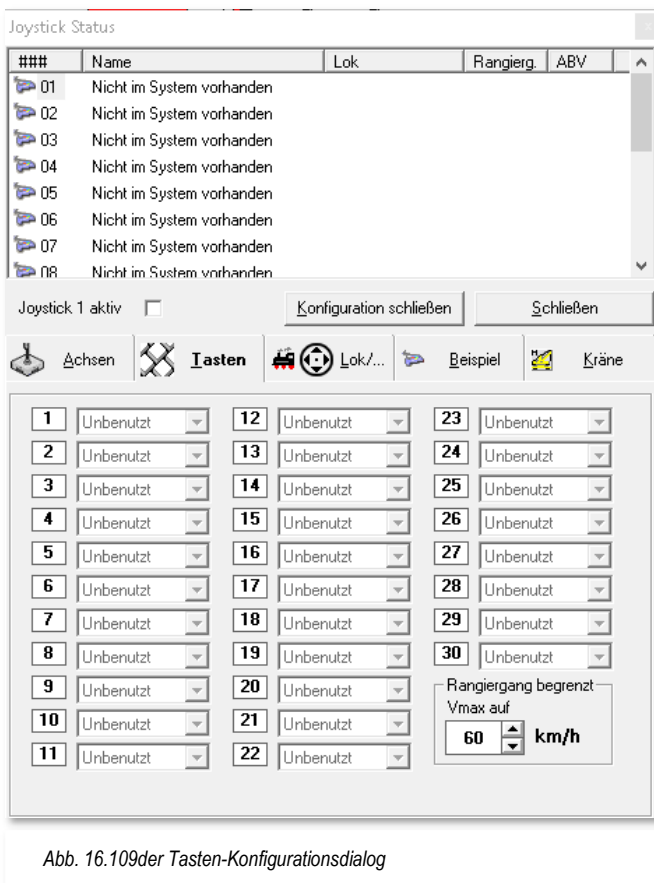 Joystick Status
### Name Lok Rangierg. ABV
01 Nicht im System vorhanden
02 Nicht im System vorhanden
03 Nicht im System vorhanden
04 Nicht im System vorhanden
05 Nicht im System vorhanden
06 Nicht im System vorhanden
07 Nicht im System vorhanden
08 Nicht im System vorhanden
Joystick 1 aktiv Konfiguration schließen Schließen
Achsen Tasten Lok/... Beispiel Kräne
1 Unbenutzt 12 Unbenutzt 23 Unbenutzt
2 Unbenutzt 13 Unbenutzt 24 Unbenutzt
3 Unbenutzt 14 Unbenutzt 25 Unbenutzt
4 Unbenutzt 15 Unbenutzt 26 Unbenutzt
5 Unbenutzt 16 Unbenutzt 27 Unbenutzt
6 Unbenutzt 17 Unbenutzt 28 Unbenutzt
7 Unbenutzt 18 Unbenutzt 29 Unbenutzt
8 Unbenutzt 19 Unbenutzt 30 Unbenutzt
9 Unbenutzt 20 Unbenutzt Rangiergang begrenzt
Vmax auf
10 Unbenutzt 21 Unbenutzt 60 km/h
11 Unbenutzt 22 Unbenutzt
Abb. 16.109der Tasten-Konfigurationsdialog